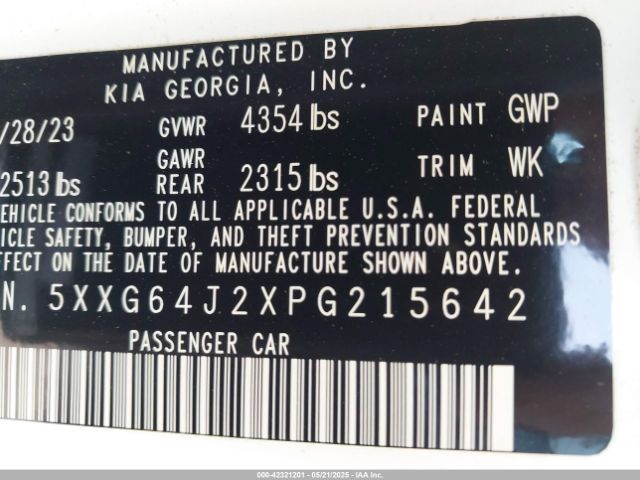 MANUFACTURED BY
KIA GEORGIA, INC.
/28/23 GVWR 4354 lbs PAINT GWP
2513 lbs GAWR REAR 2315 lbs TRIM WK
EHICLE CONFORMS TO ALL APPLICABLE U.S.A. FEDERAL
ICLE SAFETY, BUMPER, AND THEFT PREVENTION STANDARDS
FFECT ON THE DATE OF MANUFACTURE SHOWN ABOVE.
N. 5XXG64J2XPG215642
PASSENGER CAR
000-42321201 - 05/21/2025 - IAAI.COM